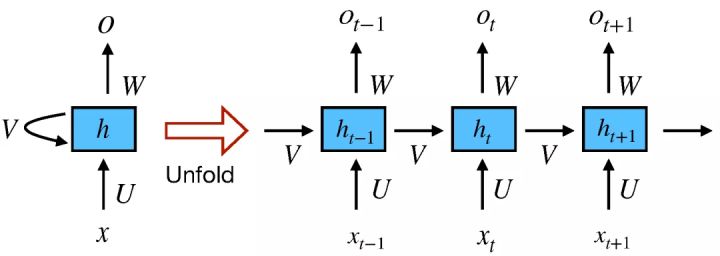 o o_{t-1} o_t o_{t+1}
W W W W
V h h_{t-1} h_t h_{t+1}
Unfold V V V
U U U U
x x_{t-1} x_t x_{t+1}